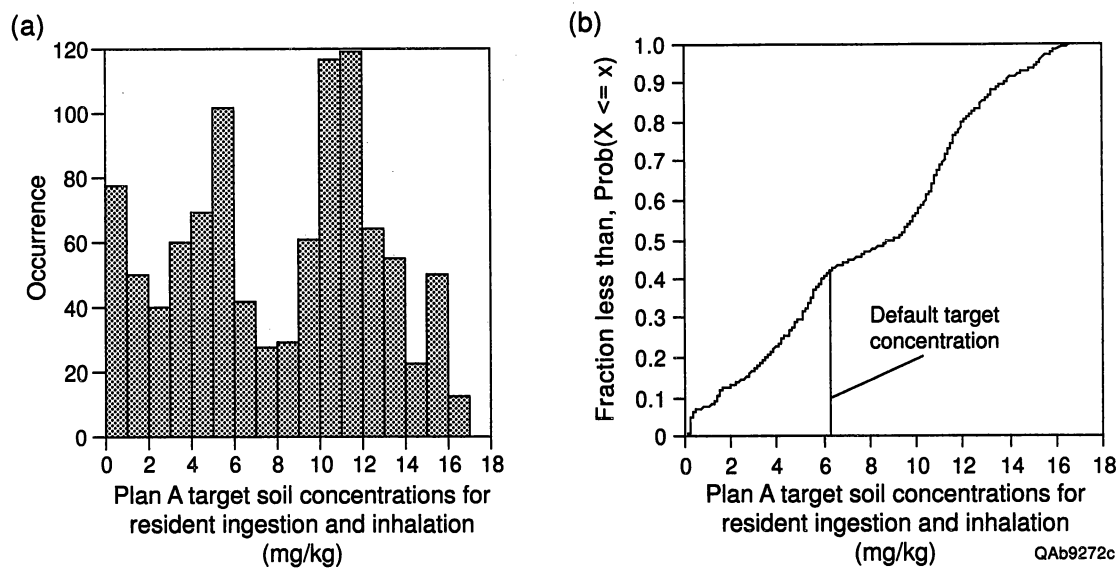 (a)
120
100
80
60
40
20
0
Occurrence
0 2 4 6 8 10 12 14 16 18
Plan A target soil concentrations for
resident ingestion and inhalation
(mg/kg)
(b)
1.0
0.9
0.8
0.7
0.6
0.5
0.4
0.3
0.2
0.1
0
Fraction less than, Prob(X <= x)
Default target
concentration
0 2 4 6 8 10 12 14 16 18
Plan A target soil concentrations for
resident ingestion and inhalation
(mg/kg)
QAb9272c